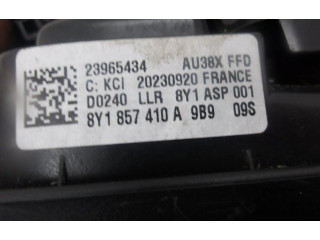 23965434 AU38X FFD
C: KCI 20230920 FRANCE
D0240 LLR 8Y1 ASP 001
8Y1 857 410 A 9B9 09S